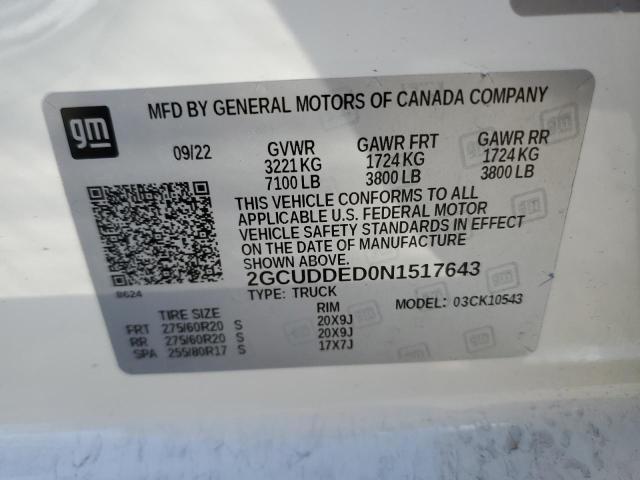 gm
MFD BY GENERAL MOTORS OF CANADA COMPANY
09/22 GVWR GAWR FRT GAWR RR
3221 KG 1724 KG 1724 KG
7100 LB 3800 LB 3800 LB
THIS VEHICLE CONFORMS TO ALL
APPLICABLE U.S. FEDERAL MOTOR
VEHICLE SAFETY STANDARDS IN EFFECT
ON THE DATE OF MANUFACTURE
SHOWN ABOVE.
2GCUDDED0N1517643
8624 TYPE: TRUCK MODEL: 03CK10543
TIRE SIZE RIM
FRT 275/60R20 S 20X9J
RR 275/60R20 S 20X9J
SPA 255/80R17 S 17X7J